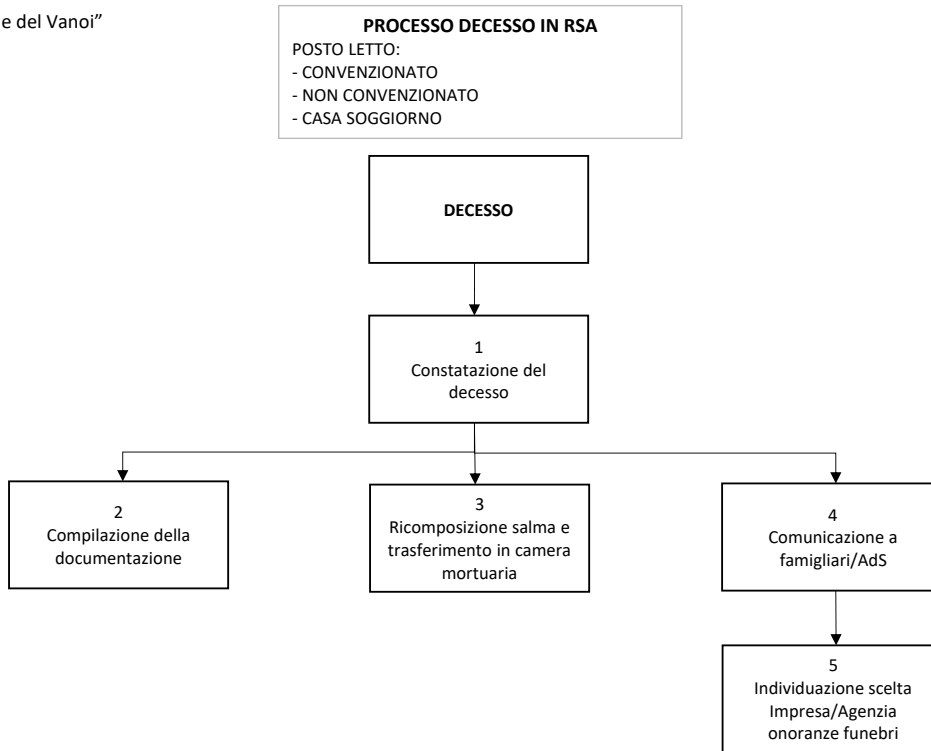 e del Vanoi”
PROCESSO DECESSO IN RSA
POSTO LETTO:
- CONVENZIONATO
- NON CONVENZIONATO
- CASA SOGGIORNO
DECESSO
1
Constatazione del
decesso
2
Compilazione della
documentazione
3
Ricomposizione salma e
trasferimento in camera
mortuaria
4
Comunicazione a
famigliari/AdS
5
Individuazione scelta
Impresa/Agenzia
onoranze funebri